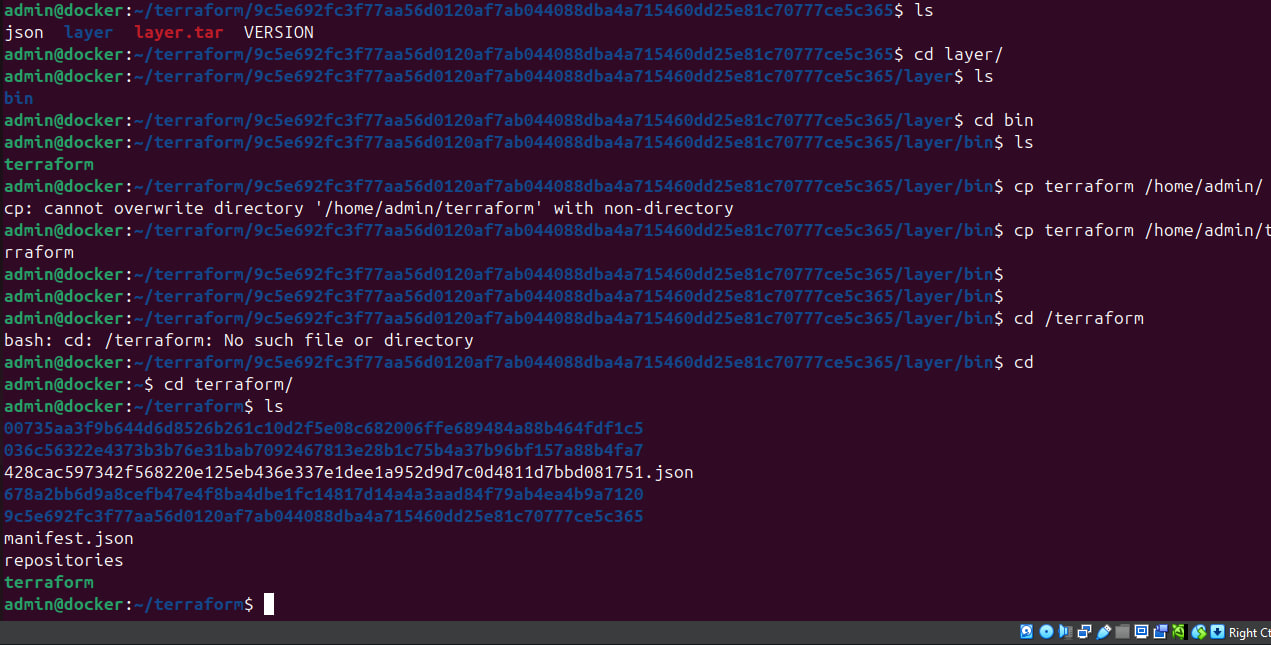 admin@docker:~/terraform/9c5e692fc3f77aa56d0120af7ab044088dba4a715460dd25e81c70777ce5c365$ ls
json  layer  layer.tar  VERSION
admin@docker:~/terraform/9c5e692fc3f77aa56d0120af7ab044088dba4a715460dd25e81c70777ce5c365$ cd layer/
admin@docker:~/terraform/9c5e692fc3f77aa56d0120af7ab044088dba4a715460dd25e81c70777ce5c365/layer$ ls
bin
admin@docker:~/terraform/9c5e692fc3f77aa56d0120af7ab044088dba4a715460dd25e81c70777ce5c365/layer$ cd bin
admin@docker:~/terraform/9c5e692fc3f77aa56d0120af7ab044088dba4a715460dd25e81c70777ce5c365/layer/bin$ ls
terraform
admin@docker:~/terraform/9c5e692fc3f77aa56d0120af7ab044088dba4a715460dd25e81c70777ce5c365/layer/bin$ cp terraform /home/admin/
cp: cannot overwrite directory '/home/admin/terraform' with non-directory
admin@docker:~/terraform/9c5e692fc3f77aa56d0120af7ab044088dba4a715460dd25e81c70777ce5c365/layer/bin$ cp terraform /home/admin/t
rraform
admin@docker:~/terraform/9c5e692fc3f77aa56d0120af7ab044088dba4a715460dd25e81c70777ce5c365/layer/bin$
admin@docker:~/terraform/9c5e692fc3f77aa56d0120af7ab044088dba4a715460dd25e81c70777ce5c365/layer/bin$
admin@docker:~/terraform/9c5e692fc3f77aa56d0120af7ab044088dba4a715460dd25e81c70777ce5c365/layer/bin$ cd /terraform
bash: cd: /terraform: No such file or directory
admin@docker:~/terraform/9c5e692fc3f77aa56d0120af7ab044088dba4a715460dd25e81c70777ce5c365/layer/bin$ cd
admin@docker:~$ cd terraform/
admin@docker:~/terraform$ ls
00735aa3f9b644d6d8526b261c10d2f5e08c682006ffe689484a88b464fdf1c5
036c56322e4373b3b76e31bab7092467813e28b1c75b4a37b96bf157a88b4fa7
428cac597342f568220e125eb436e337e1dee1a952d9d7c0d4811d7bbd081751.json
678a2bb6d9a8cefb47e4f8ba4dbe1fc14817d14a4a3aad84f79ab4ea4b9a7120
9c5e692fc3f77aa56d0120af7ab044088dba4a715460dd25e81c70777ce5c365
manifest.json
repositories
terraform
admin@docker:~/terraform$
Right Ct